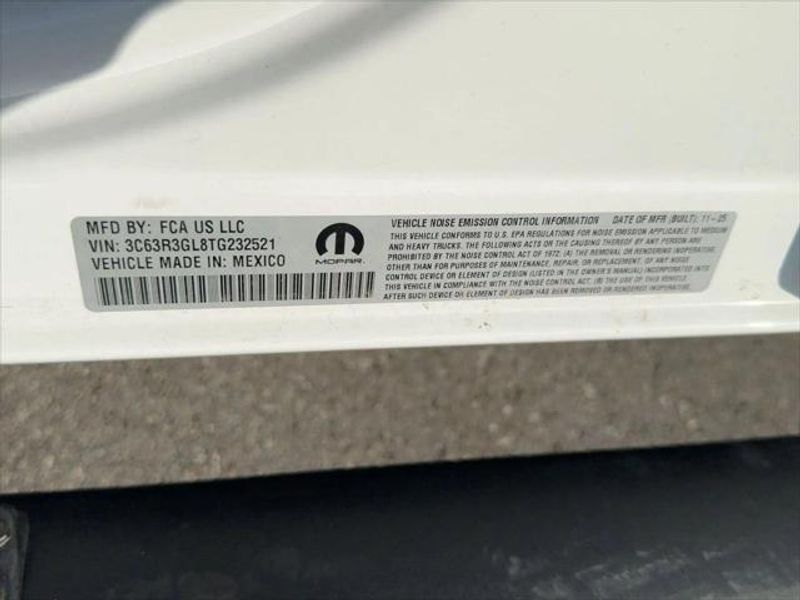 MFD BY: FCA US LLC
VIN: 3C63R3GL8TG232521
VEHICLE MADE IN: MEXICO
MOPAR.
VEHICLE NOISE EMISSION CONTROL INFORMATION DATE OF MFR (BUILT): 11-25
THIS VEHICLE CONFORMS TO U.S. EPA REGULATIONS FOR NOISE EMISSION APPLICABLE TO MEDIUM
AND HEAVY TRUCKS. THE FOLLOWING ACTS OR THE CAUSING THEREOF BY ANY PERSON ARE
PROHIBITED BY THE NOISE CONTROL ACT OF 1972. (A) THE REMOVAL OR RENDERING INOPERATIVE,
OTHER THAN FOR PURPOSES OF MAINTENANCE, REPAIR, OR REPLACEMENT, OF ANY NOISE
CONTROL DEVICE OR ELEMENT OF DESIGN (LISTED IN THE OWNER'S MANUAL) INCORPORATED INTO
THIS VEHICLE IN COMPLIANCE WITH THE NOISE CONTROL ACT, (B) THE USE OF THIS VEHICLE
AFTER SUCH DEVICE OR ELEMENT OF DESIGN HAS BEEN REMOVED OR RENDERED INOPERATIVE.